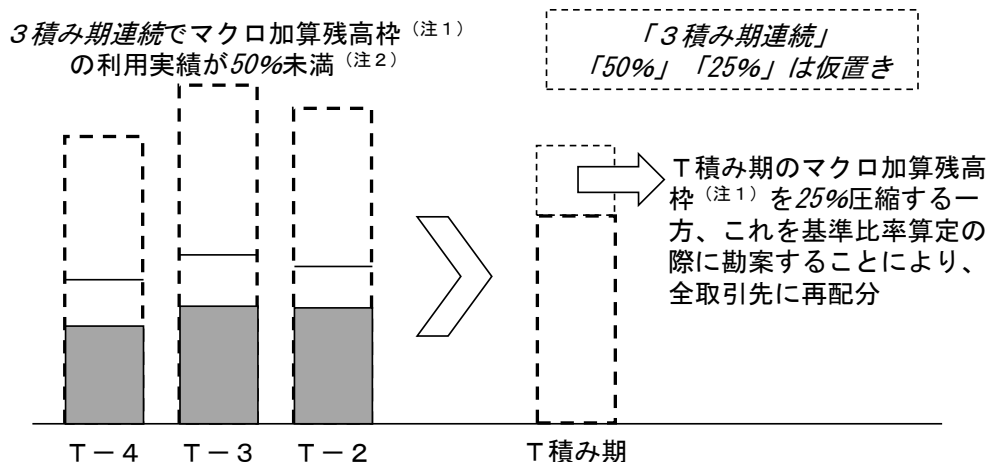 ３積み期連続でマクロ加算残高枠（注１）
の利用実績が50%未満（注２）
「３積み期連続」
「50%」「25%」は仮置き
Ｔ積み期のマクロ加算残高
枠（注１）を25%圧縮する一
方、これを基準比率算定の
際に勘案することにより、
全取引先に再配分
Ｔ－４
Ｔ－３
Ｔ－２
Ｔ積み期